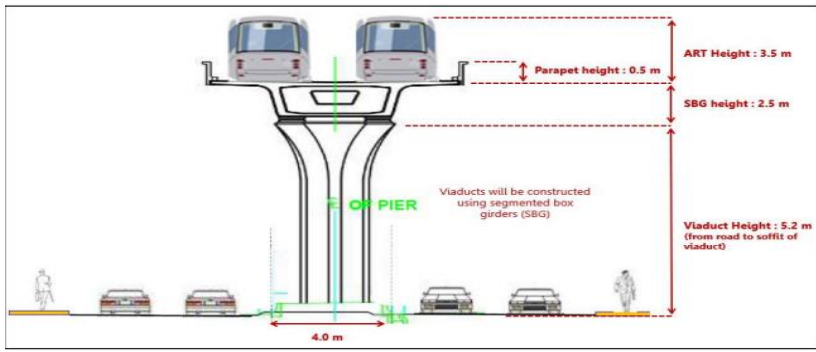 ART Height : 3.5 m
Parapet height : 0.5 m
SBG height : 2.5 m
Viaducts will be constructed
using segmented box
girders (SBG)
OF PIER
Viaduct Height : 5.2 m
(from road to soffit of
viaduct)
4.0 m